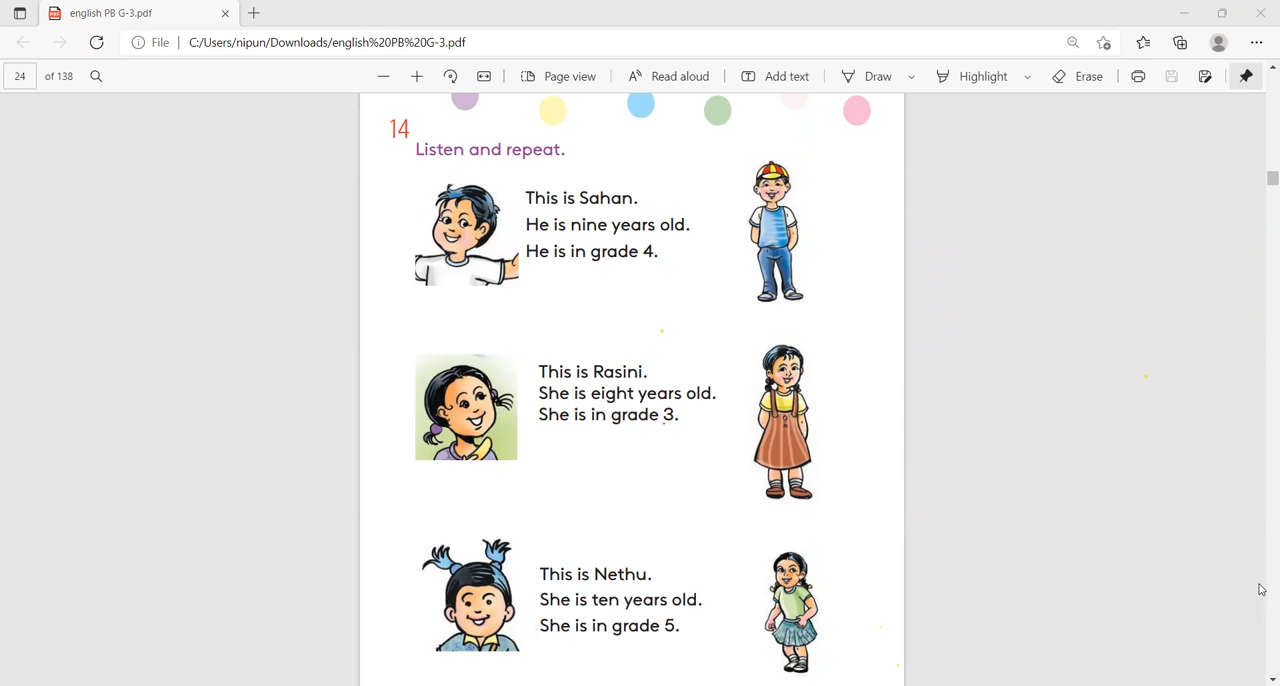 english PB G-3.pdf
File | C:/Users/nipun/Downloads/english%20PB%20G-3.pdf
24 of 138 Page view Read aloud Add text Draw Highlight Erase
14
Listen and repeat.
This is Sahan.
He is nine years old.
He is in grade 4.
This is Rasini.
She is eight years old.
She is in grade 3.
This is Nethu.
She is ten years old.
She is in grade 5.